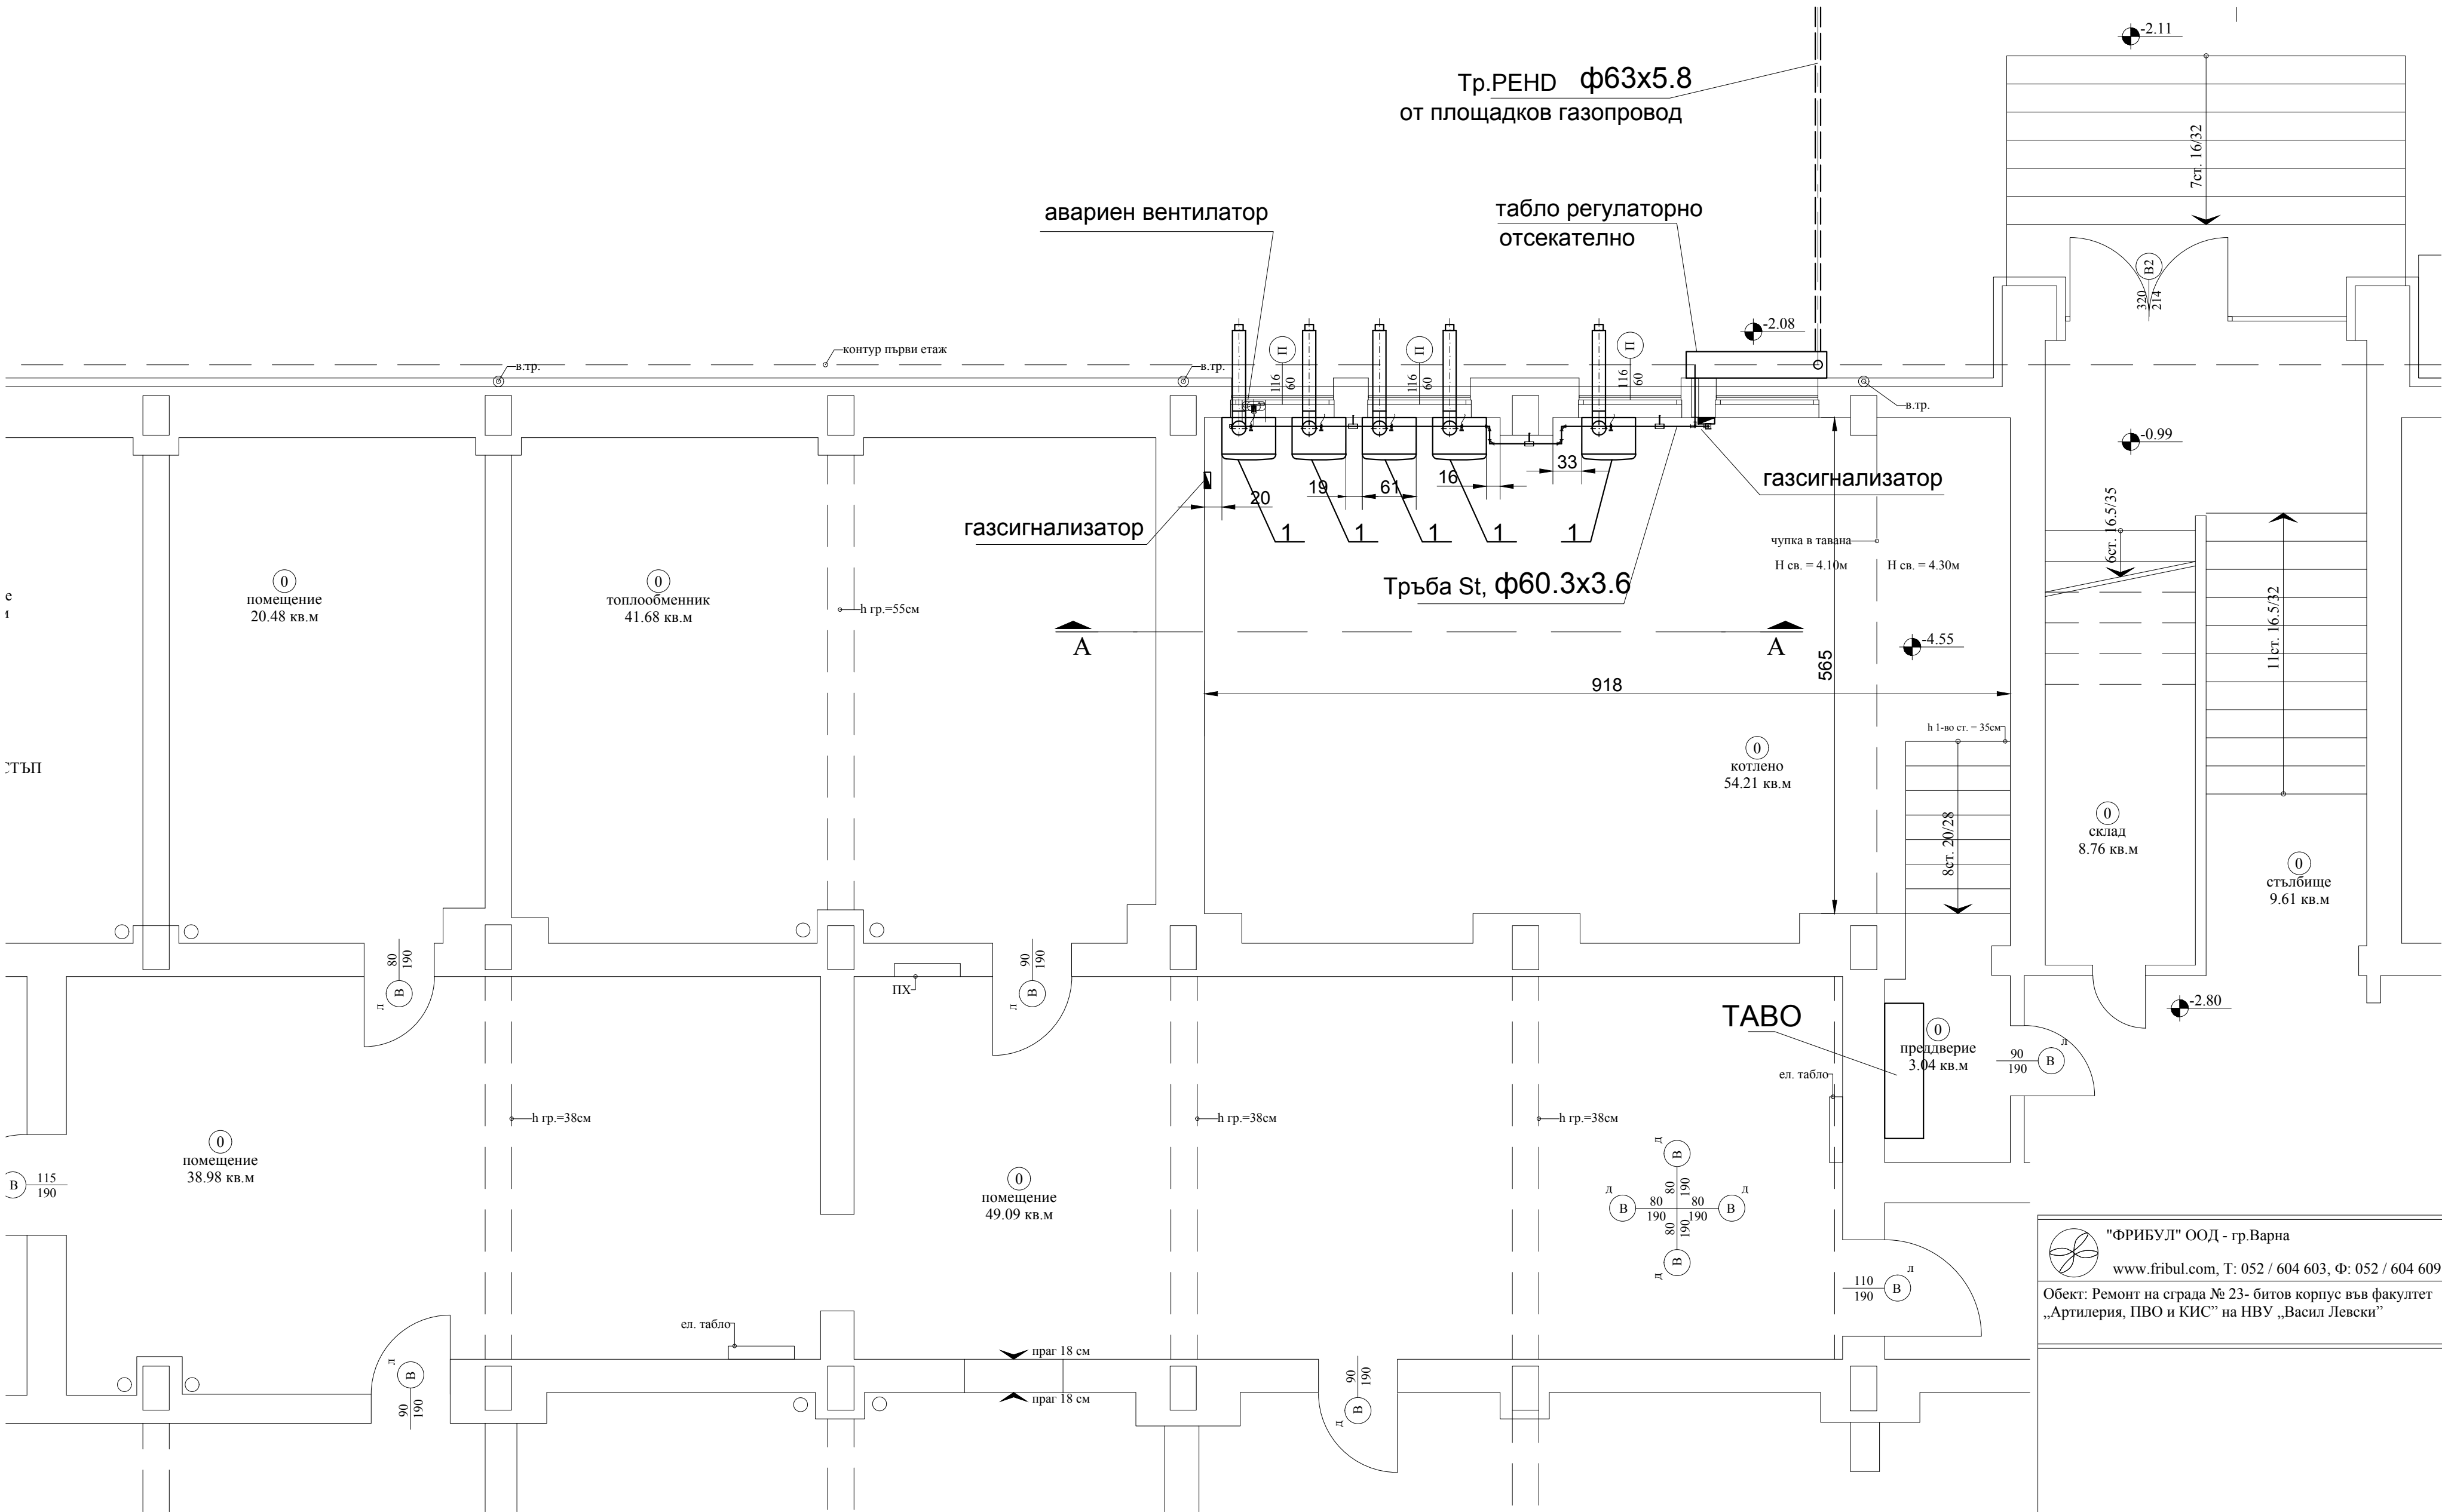 -2.11
Тр.PEHD ф63x5.8
от площадков газопровод
7ст. 16/32
авариен вентилатор
табло регулаторно
отсекателно
В2
320
214
-2.08
контур първи етаж
в.тр.
в.тр.
П
116
60
П
116
60
П
116
60
в.тр.
-0.99
20
19
61
16
33
газсигнализатор
газсигнализатор
1
1
1
1
1
чупка в тавана
Н св. = 4.10м
Н св. = 4.30м
6ст. 16.5/35
11ст. 16.5/32
Тръба St, ф60.3x3.6
0
помещение
20.48 кв.м
0
топлообменник
41.68 кв.м
h гр.=55см
А
А
-4.55
565
918
h 1-во ст. = 35см
СТЪП
0
котлено
54.21 кв.м
8ст. 20/28
0
склад
8.76 кв.м
0
стълбище
9.61 кв.м
80
190
В
л
ПХ
90
190
В
л
-2.80
ТАВО
0
преддверие
3.04 кв.м
90
190
В
л
ел. табло
h гр.=38см
h гр.=38см
h гр.=38см
0
помещение
38.98 кв.м
В
115
190
0
помещение
49.09 кв.м
д
В
80
190
д
В
80
190
80
190
В
д
80
190
В
д
110
190
В
л
"ФРИБУЛ" ООД - гр.Варна
www.fribul.com, Т: 052 / 604 603, Ф: 052 / 604 609
Обект: Ремонт на сграда № 23- битов корпус във факултет
„Артилерия, ПВО и КИС” на НВУ „Васил Левски”
ел. табло
праг 18 см
праг 18 см
л
В
90
190
90
190
В
д